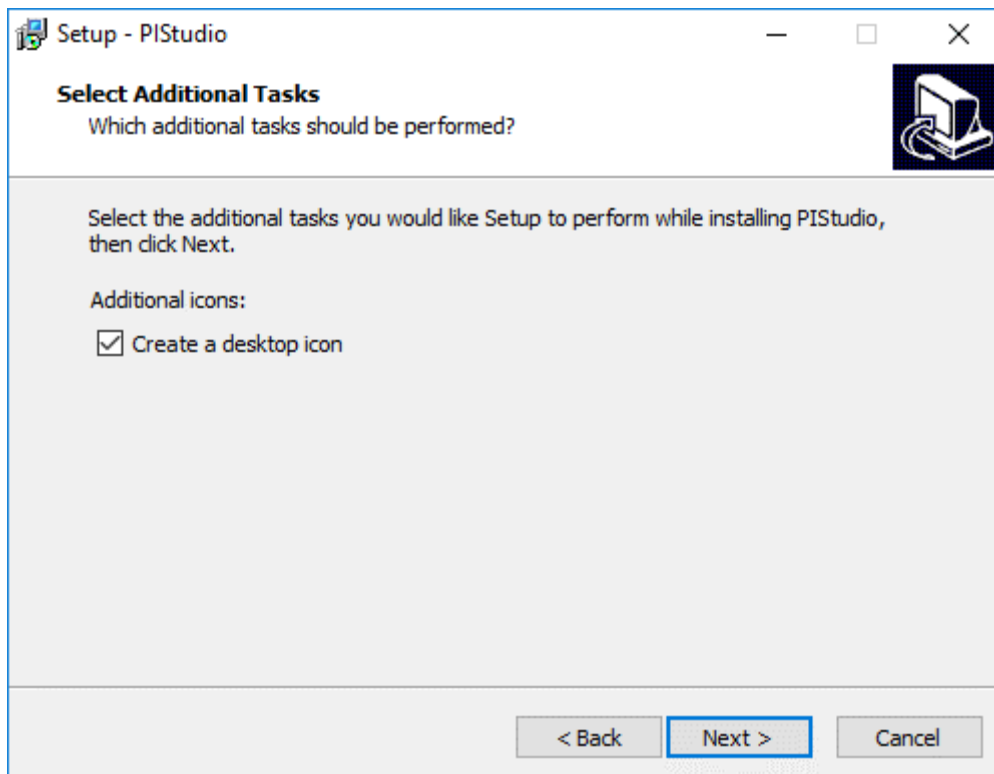 Setup - PIStudio
Select Additional Tasks
Which additional tasks should be performed?
Select the additional tasks you would like Setup to perform while installing PIStudio,
then click Next.
Additional icons:
Create a desktop icon
< Back
Next >
Cancel